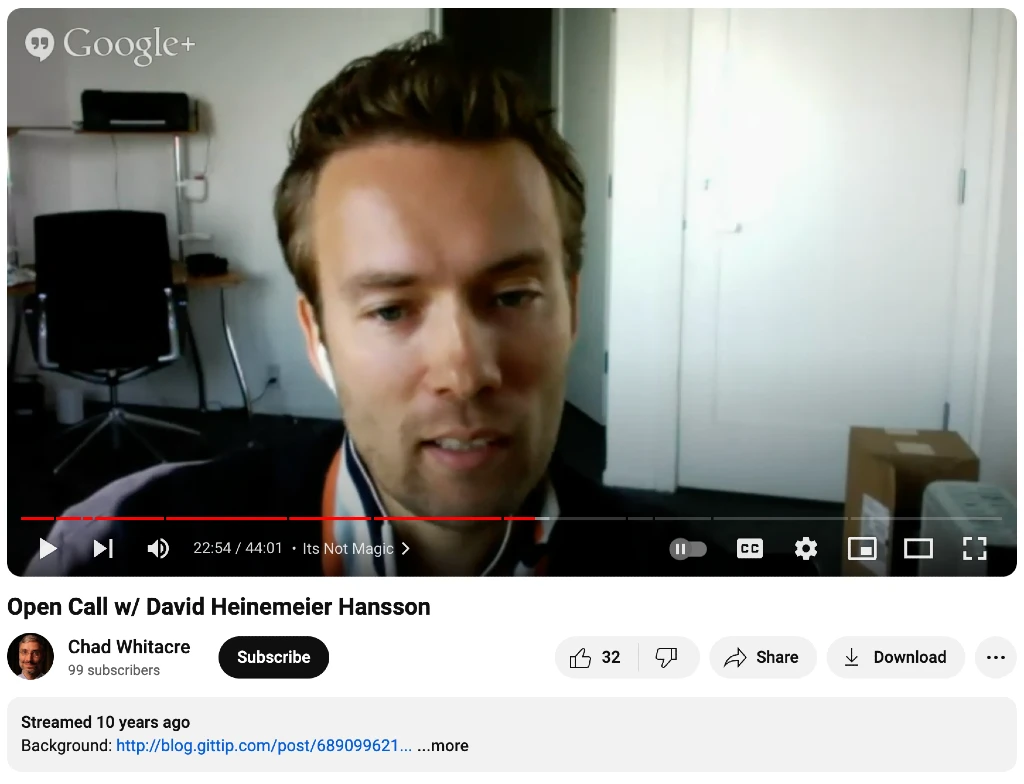 Google+
22:54 / 44:01 • Its Not Magic
CC
Open Call w/ David Heinemeier Hansson
Chad Whitacre
99 subscribers
Subscribe
32
Share
Download
Streamed 10 years ago
Background: http://blog.gittip.com/post/689099621... ...more